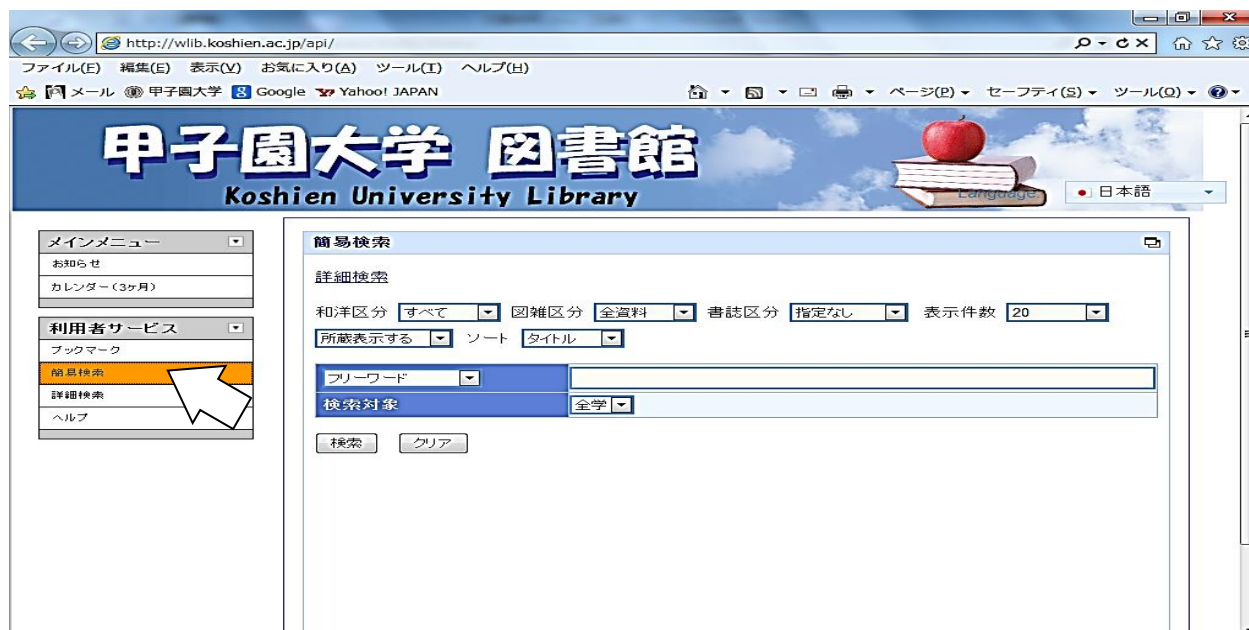 http://wlib.koshien.ac.jp/api/
ファイル(F) 編集(E) 表示(V) お気に入り(A) ツール(T) ヘルプ(H)
メール 甲子園大学 Google Yahoo! JAPAN ページ(P) セーフティ(S) ツール(O)
甲子園大学 図書館
Koshien University Library
Language: 日本語
メインメニュー
お知らせ
カレンダー(3ヶ月)
利用者サービス
ブックマーク
簡易検索
詳細検索
ヘルプ
簡易検索
詳細検索
和洋区分 すべて 図雑区分 全資料 書誌区分 指定なし 表示件数 20
所蔵表示する ソート タイトル
フリーワード
検索対象 全学
検索 クリア